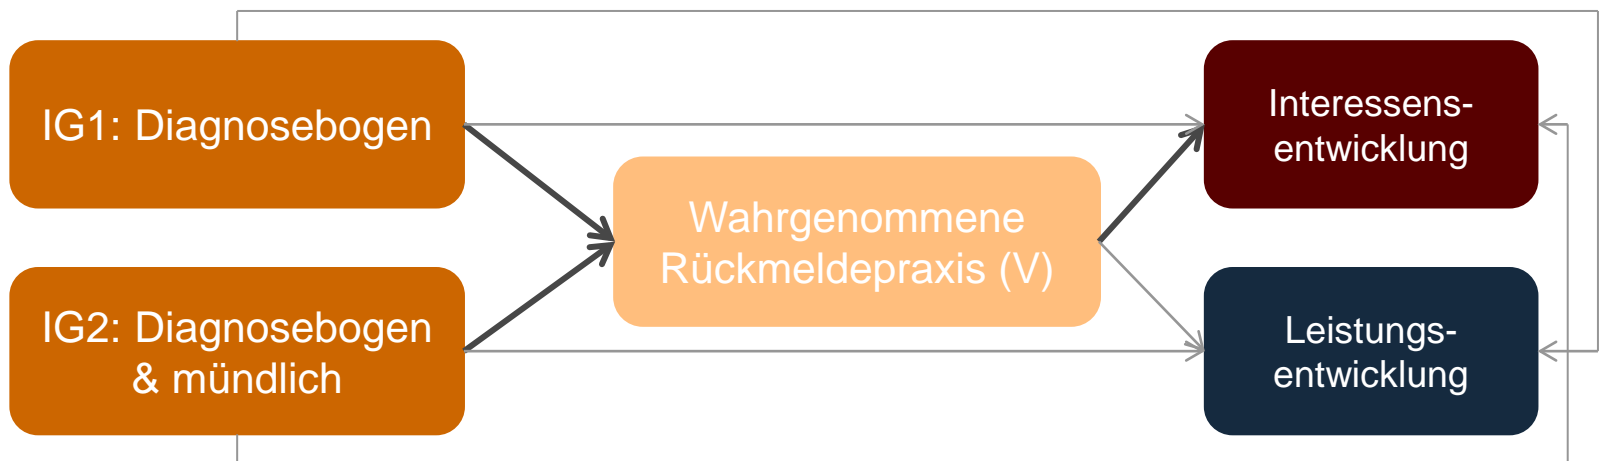 IG1: Diagnosebogen
IG2: Diagnosebogen
& mündlich
Wahrgenommene
Rückmeldepraxis (V)
Interessens-
entwicklung
Leistungs-
entwicklung